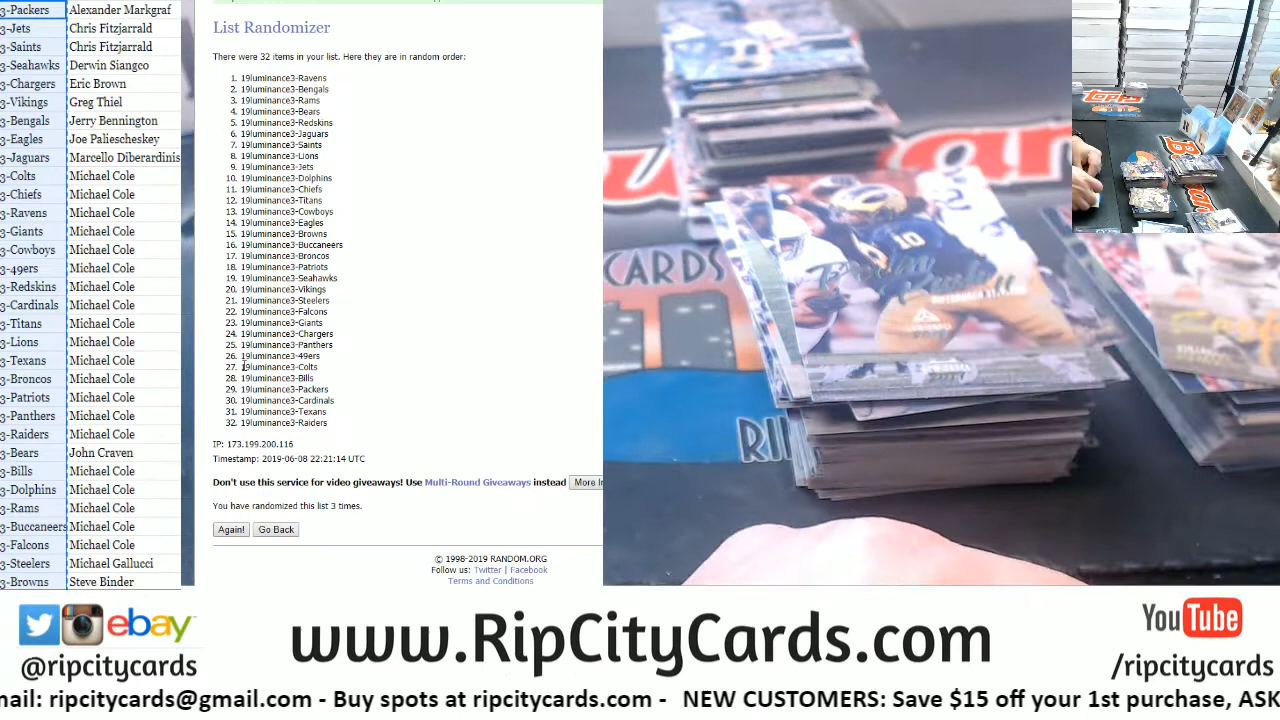 3-Packers Alexander Markgraf
3-Jets Chris Fitzjarrald
3-Saints Chris Fitzjarrald
3-Seahawks Derwin Siangco
3-Chargers Eric Brown
3-Vikings Greg Thiel
3-Bengals Jerry Bennington
3-Eagles Joe Paliescheskey
3-Jaguars Marcello Diberardinis
3-Colts Michael Cole
3-Chiefs Michael Cole
3-Ravens Michael Cole
3-Giants Michael Cole
3-Cowboys Michael Cole
3-49ers Michael Cole
3-Redskins Michael Cole
3-Cardinals Michael Cole
3-Titans Michael Cole
3-Lions Michael Cole
3-Texans Michael Cole
3-Broncos Michael Cole
3-Patriots Michael Cole
3-Panthers Michael Cole
3-Raiders Michael Cole
3-Bears John Craven
3-Bills Michael Cole
3-Dolphins Michael Cole
3-Rams Michael Cole
3-Buccaneers Michael Cole
3-Falcons Michael Cole
3-Steelers Michael Gallucci
3-Browns Steve Binder
List Randomizer
There were 32 items in your list. Here they are in random order:
1. 19luminance3-Ravens
2. 19luminance3-Bengals
3. 19luminance3-Rams
4. 19luminance3-Bears
5. 19luminance3-Redskins
6. 19luminance3-Jaguars
7. 19luminance3-Saints
8. 19luminance3-Lions
9. 19luminance3-Jets
10. 19luminance3-Dolphins
11. 19luminance3-Chiefs
12. 19luminance3-Titans
13. 19luminance3-Cowboys
14. 19luminance3-Eagles
15. 19luminance3-Browns
16. 19luminance3-Buccaneers
17. 19luminance3-Broncos
18. 19luminance3-Patriots
19. 19luminance3-Seahawks
20. 19luminance3-Vikings
21. 19luminance3-Steelers
22. 19luminance3-Falcons
23. 19luminance3-Giants
24. 19luminance3-Chargers
25. 19luminance3-Panthers
26. 19luminance3-49ers
27. 19luminance3-Colts
28. 19luminance3-Bills
29. 19luminance3-Packers
30. 19luminance3-Cardinals
31. 19luminance3-Texans
32. 19luminance3-Raiders
IP: 173.199.200.116
Timestamp: 2019-06-08 22:21:14 UTC
Don't use this service for video giveaways! Use Multi-Round Giveaways instead More In
You have randomized this list 3 times.
Again! Go Back
© 1998-2019 RANDOM.ORG
Follow us: Twitter | Facebook
Terms and Conditions
CARDS
RI
10
topps
ebay
@ripcitycards
www.RipCityCards.com
YouTube
/ripcitycards
mail: ripcitycards@gmail.com - Buy spots at ripcitycards.com - NEW CUSTOMERS: Save $15 off your 1st purchase, ASK